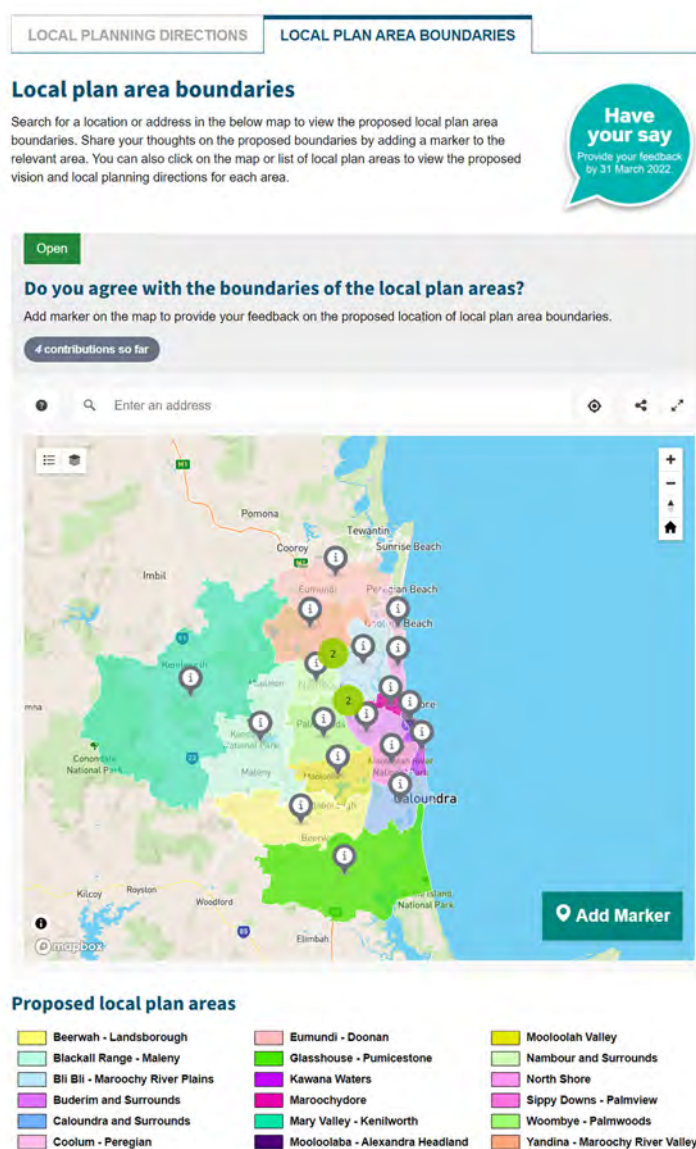 LOCAL PLANNING DIRECTIONS
LOCAL PLAN AREA BOUNDARIES
Local plan area boundaries
Search for a location or address in the below map to view the proposed local plan area
boundaries. Share your thoughts on the proposed boundaries by adding a marker to the
relevant area. You can also click on the map or list of local plan areas to view the proposed
vision and local planning directions for each area.
Have
your say
Provide your feedback
by 31 March 2022
Open
Do you agree with the boundaries of the local plan areas?
Add marker on the map to provide your feedback on the proposed location of local plan area boundaries.
4 contributions so far
Enter an address
M1
Pomona
Tewantin
Cooroy
Sunrise Beach
Imbil
Eumundi
Peregian Beach
Beach
2
Kenilworth
2
National Park
Conondale
National Park
22
Maleny
National Park
Caloundra
Kilcoy
Royston
Woodford
Island
National Park
85
Elimbah
mapbox
Add Marker
Proposed local plan areas
Beerwah - Landsborough
Eumundi - Doonan
Mooloolah Valley
Blackall Range - Maleny
Glasshouse - Pumicestone
Nambour and Surrounds
Bli Bli - Maroochy River Plains
Kawana Waters
North Shore
Buderim and Surrounds
Maroochydore
Sippy Downs - Palmview
Caloundra and Surrounds
Mary Valley - Kenilworth
Woombye - Palmwoods
Coolum - Peregian
Mooloolaba - Alexandra Headland
Yandina - Maroochy River Valley